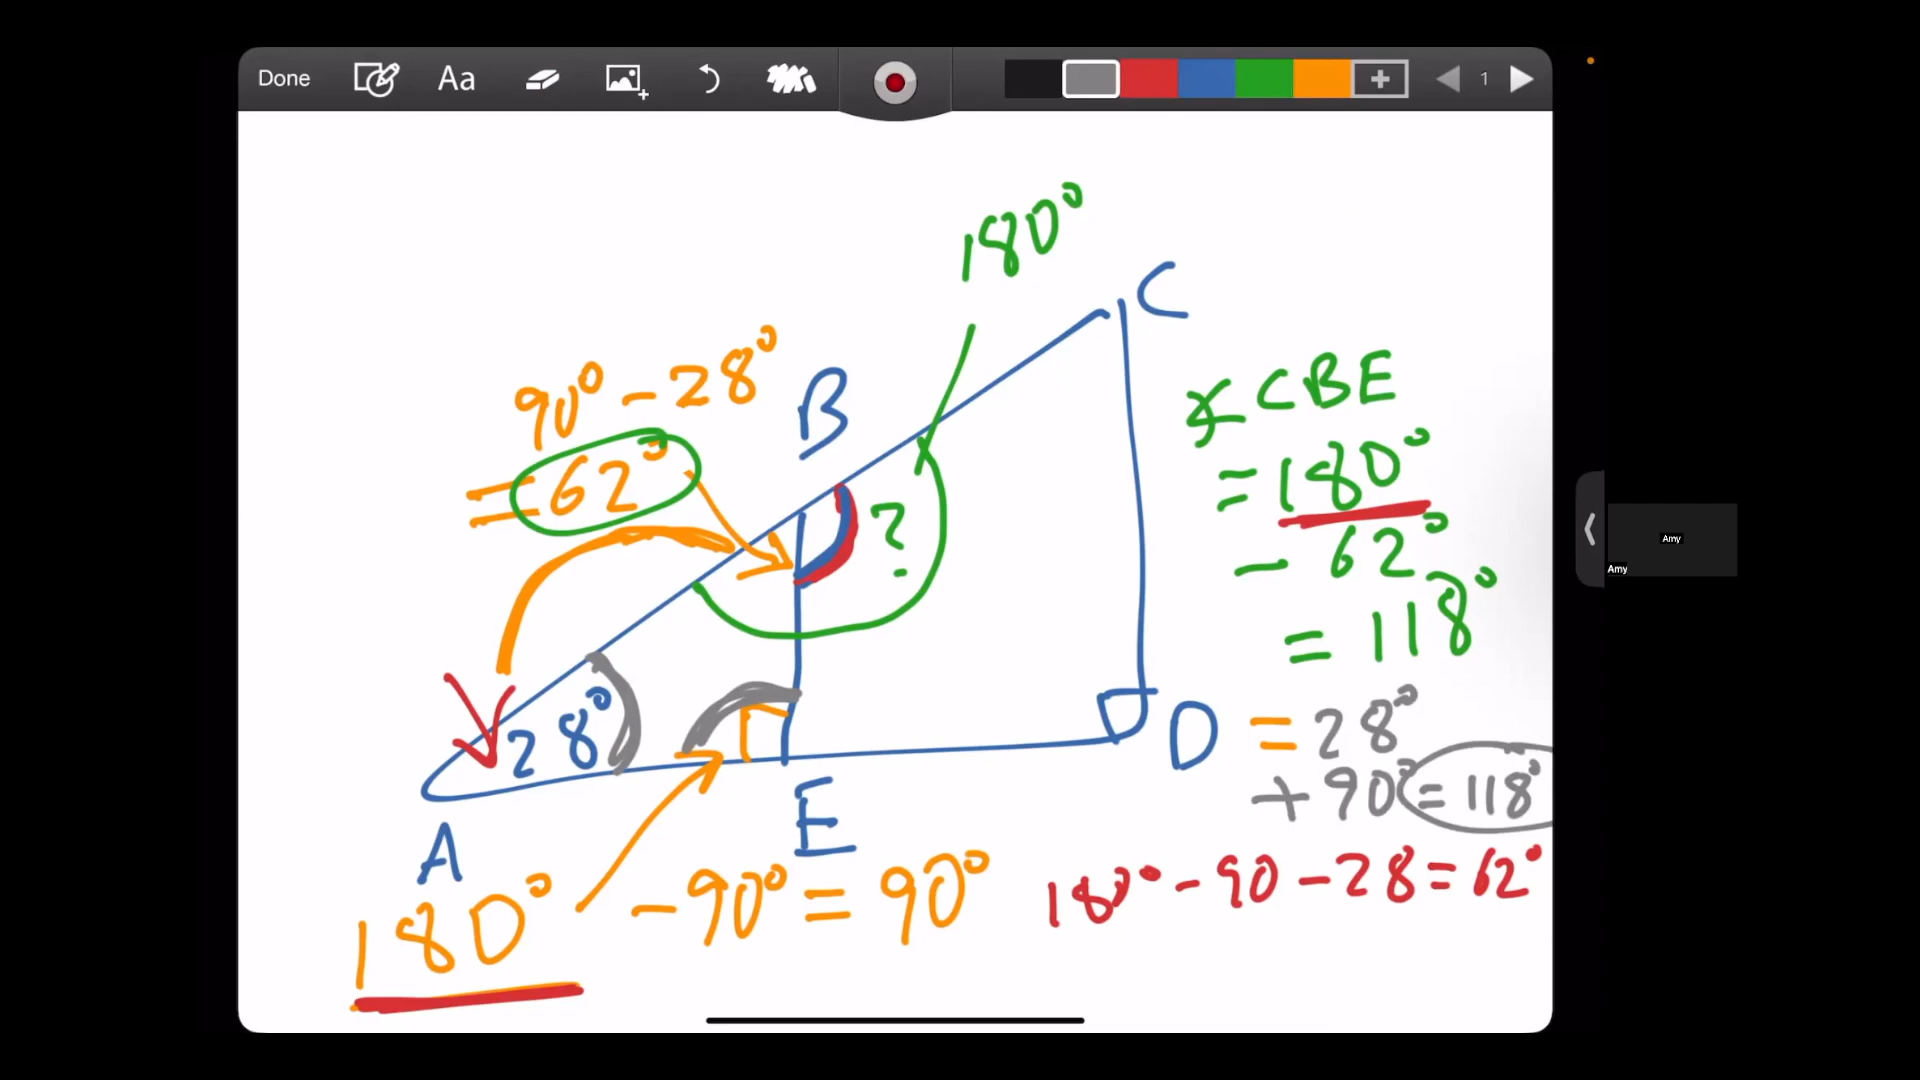 Done
Aa
1
180°
C
90° - 28°
= 62°
B
?
∡CBE
= 180°
- 62°
= 118°
28°
D
= 28°
+ 90° = 118°
A
E
180° - 90° = 90°
180° - 90 - 28 = 62°
Amy
Amy